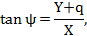 tan ψ = Y+q/X,